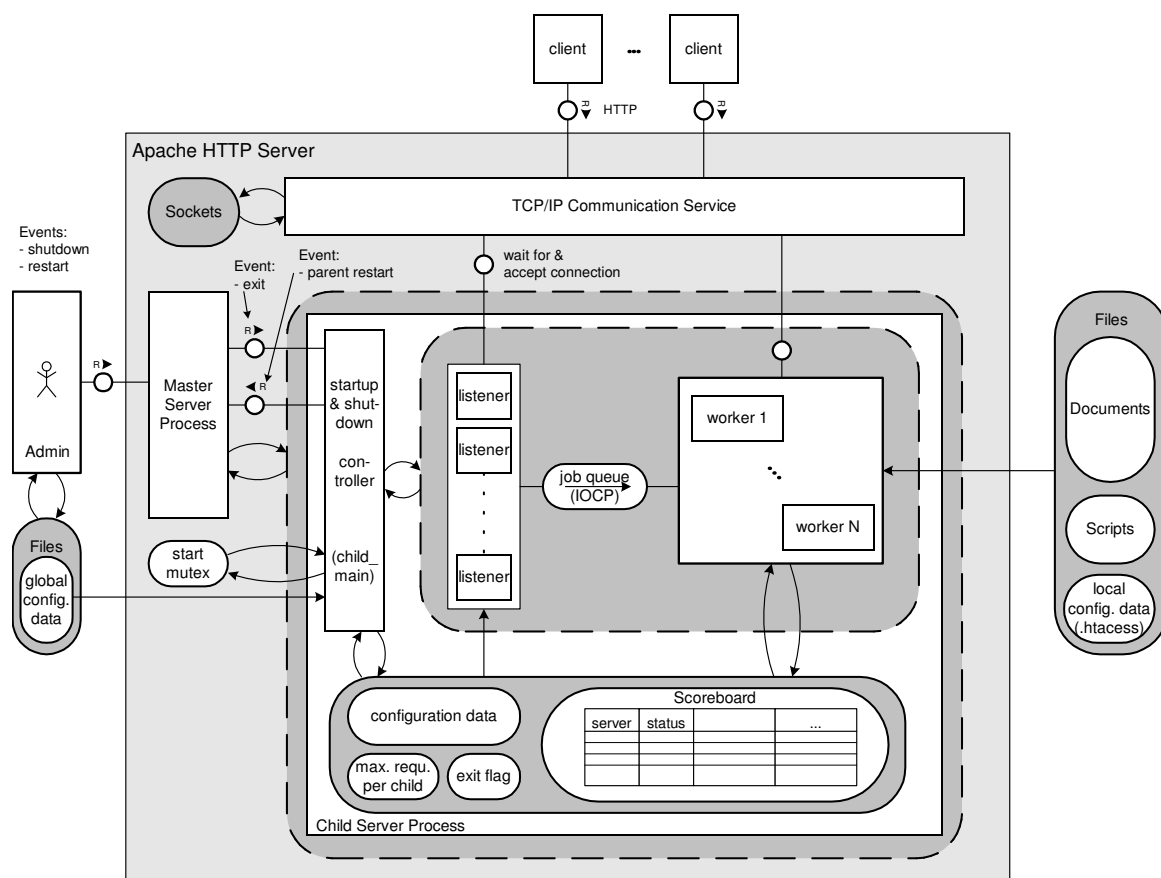 client
...
client
R
HTTP
R
Apache HTTP Server
Sockets
TCP/IP Communication Service
Events:
- shutdown
- restart
Event:
- exit
Event:
- parent restart
wait for &
accept connection
R
R
R
Admin
Master
Server
Process
startup
& shut-
down
con-
troller
(child_
main)
listener
listener
listener
job queue
(IOCP)
worker 1
worker N
Files
Documents
Scripts
local
config. data
(.htacess)
Files
global
config.
data
start
mutex
configuration data
max. requ.
per child
exit flag
Scoreboard
server status ...
Child Server Process